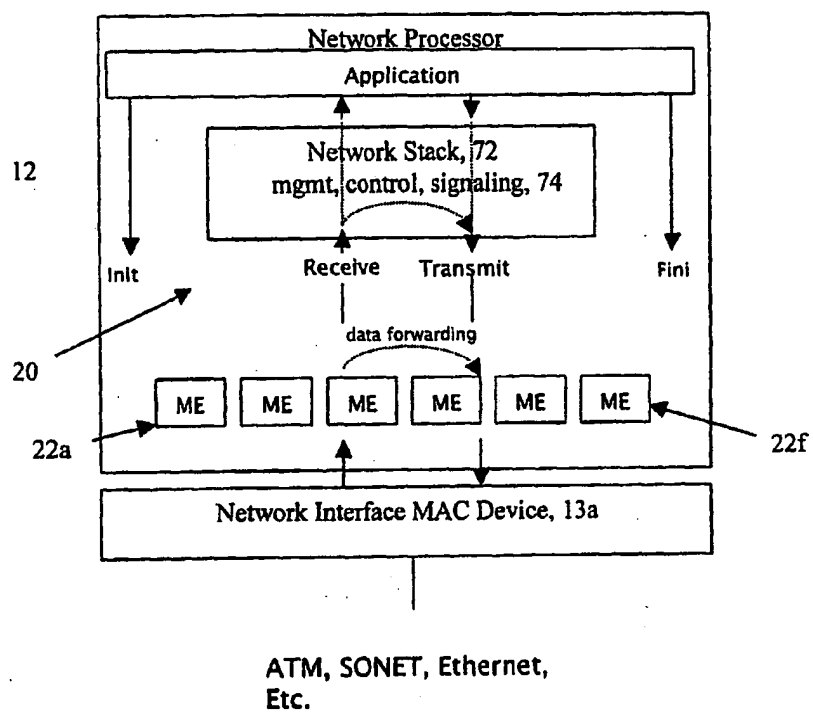 Network Processor
Application
Network Stack, 72
mgmt, control, signaling, 74
12
Init
Receive
Transmit
Fini
data forwarding
20
ME
ME
ME
ME
ME
ME
22a
22f
Network Interface MAC Device, 13a
ATM, SONET, Ethernet,
Etc.